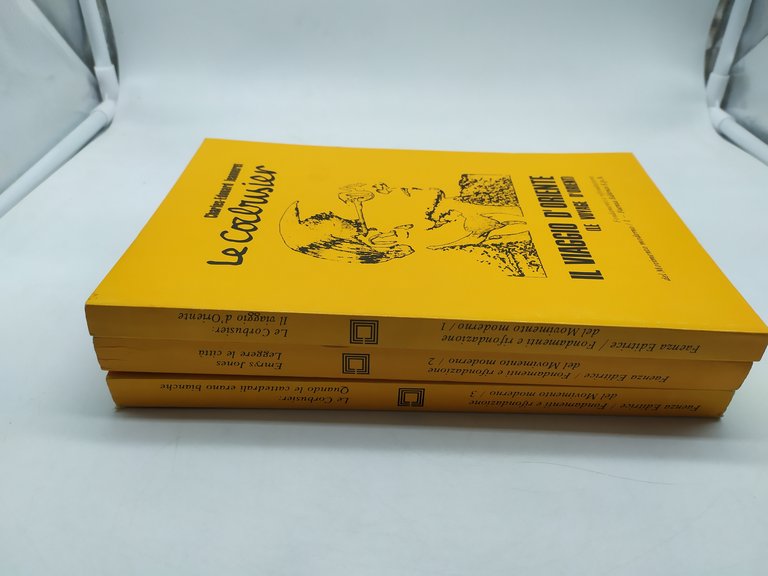 Charles-Edouard Jeanneret
Le Corbusier
IL VIAGGIO D'ORIENTE
(LE VOYAGE D'ORIENT)
Le Corbusier:
Il viaggio d'Oriente
Faenza Editrice / Fondamenti e rifondazione
del Movimento moderno / 1
Emrys Jones
Leggere le città
Faenza Editrice / Fondamenti e rifondazione
del Movimento moderno / 2
Le Corbusier:
Quando le cattedrali erano bianche
Faenza Editrice / Fondamenti e rifondazione
del Movimento moderno / 3